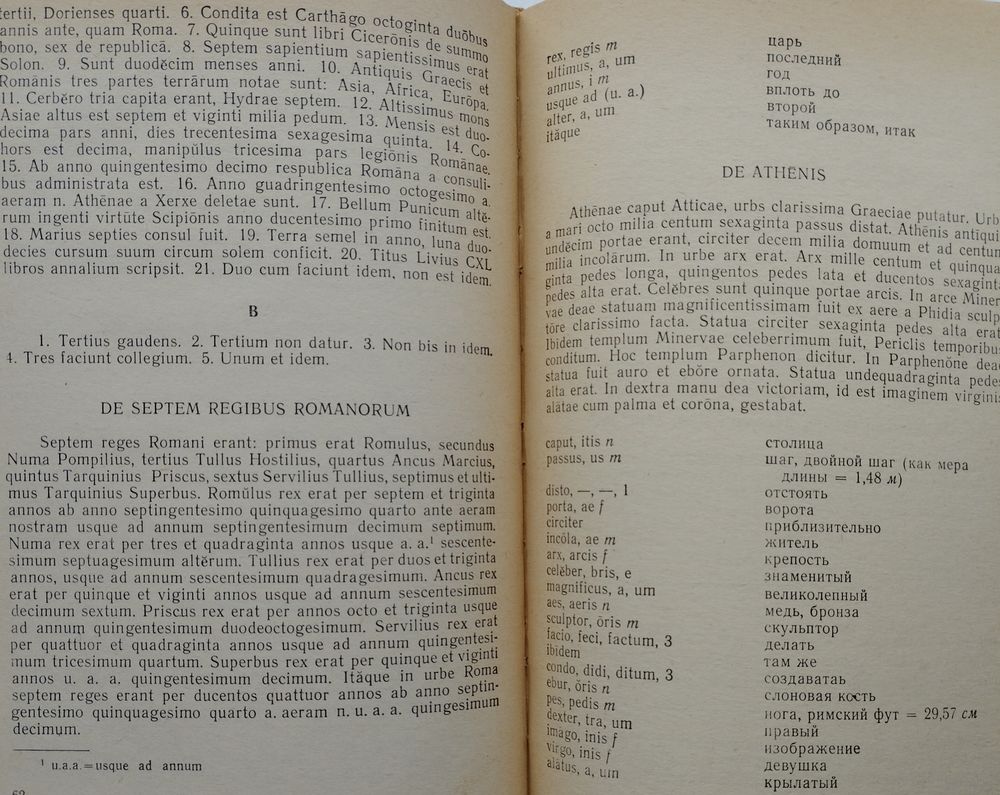 tertii, Dorienses quarti. 6. Condita est Carthāgo octoginta duōbus
annis ante, quam Roma. 7. Quinque sunt libri Cicerōnis de summo
bono, sex de republicā. 8. Septem sapientium sapientissimus erat
Solon. 9. Sunt duodĕcim menses anni. 10. Antiquis Graecis et
Romānis tres partes terrārum notae sunt: Asia, Africa, Eurōpa.
11. Cerbĕro tria capita erant, Hydrae septem. 12. Altissimus mons
Asiae altus est septem et viginti milia pedum. 13. Mensis est duo-
decima pars anni, dies trecentesima sexagesima quinta. 14. Co-
hors est decima, manipŭlus tricesima pars legiōnis Romānae.
15. Ab anno quingentesimo decimo respublica Romāna a consuli-
bus administrata est. 16. Anno guadringentesimo octogesimo a.
aeram n. Athēnae a Xerxe deletae sunt. 17. Bellum Punicum altĕ-
rum ingenti virtūte Scipiōnis anno ducentesimo primo finitum est.
18. Marius septies consul fuit. 19. Terra semel in anno, luna duo-
decies cursum suum circum solem conficit. 20. Titus Livius CXL
libros annalium scripsit. 21. Duo cum faciunt idem, non est idem.
B
1. Tertius gaudens. 2. Tertium non datur. 3. Non bis in idem.
4. Tres faciunt collegium. 5. Unum et idem.
DE SEPTEM REGIBUS ROMANORUM
Septem reges Romani erant: primus erat Romulus, secundus
Numa Pompilius, tertius Tullus Hostilius, quartus Ancus Marcius,
quintus Tarquinius Priscus, sextus Servilius Tullius, septimus et ulti-
mus Tarquinius Superbus. Romŭlus rex erat per septem et triginta
annos ab anno septingentesimo quinquagesimo quarto ante aeram
nostram usque ad annum septingentesimum decimum septimum.
Numa rex erat per tres et quadraginta annos usque a. a.¹ sescente-
simum septuagesimum altĕrum. Tullius rex erat per duos et triginta
annos, usque ad annum sescentesimum quadragesimum. Ancus rex
erat per quinque et viginti annos usque ad annum sescentesimum
decimum sextum. Priscus rex erat per annos octo et triginta usque
ad annum quingentesimum duodeoctogesimum. Servilius rex erat
per quattuor et quadraginta annos usque ad annum quingentesi-
mum tricesimum quartum. Superbus rex erat per quinque et viginti
annos u. a. a. quingentesimum decimum. Itāque in urbe Roma
septem reges erant per ducentos quattuor annos ab anno septin-
gentesimo quinquagesimo quarto a. aeram n. u. a. a. quingesimum
decimum.
¹ u.a.a.=usque ad annum
rex, regis m царь
ultimus, a, um последний
annus, i m год
usque ad (u. a.) вплоть до
alter, a, um второй
itāque таким образом, итак
DE ATHĒNIS
Athēnae caput Atticae, urbs clarissima Graeciae putatur. Urbs
a mari octo milia centum sexaginta passus distat. Athēnis antiquis
undĕcim portae erant, circiter decem milia domuum et ad centum
milia incolārum. In urbe arx erat. Arx mille centum et quinqua-
ginta pedes longa, quingentos pedes lata et ducentos sexaginta
pedes alta erat. Celĕbres sunt quinque portae arcis. In arce Miner-
vae deae statuam magnificentissimam fuit ex aere a Phidia sculp-
tōre clarissimo facta. Statua circiter sexaginta pedes alta erat.
Ibidem templum Minervae celeberrimum fuit, Periclis temporibus
conditum. Hoc templum Parphenon dicitur. In Parphenōne deae
statua fuit auro et ebōre ornata. Statua undequadraginta pedes
alta erat. In dextra manu dea victoriam, id est imaginem virginis
alātae cum palma et corōna, gestabat.
caput, itis n столица
passus, us m шаг, двойной шаг (как мера
длины = 1,48 м)
disto, —, —, 1 отстоять
porta, ae f ворота
circiter приблизительно
incŏla, ae m житель
arx, arcis f крепость
celĕber, bris, e знаменитый
magnificus, a, um великолепный
aes, aeris n медь, бронза
sculptor, ōris m скульптор
facio, feci, factum, 3 делать
ibidem там же
condo, didi, ditum, 3 создаватаь
ebur, ŏris n слоновая кость
pes, pedis m нога, римский фут = 29,57 см
dexter, tra, um правый
imago, inis f изображение
virgo, inis f девушка
alātus, a, um крылатый